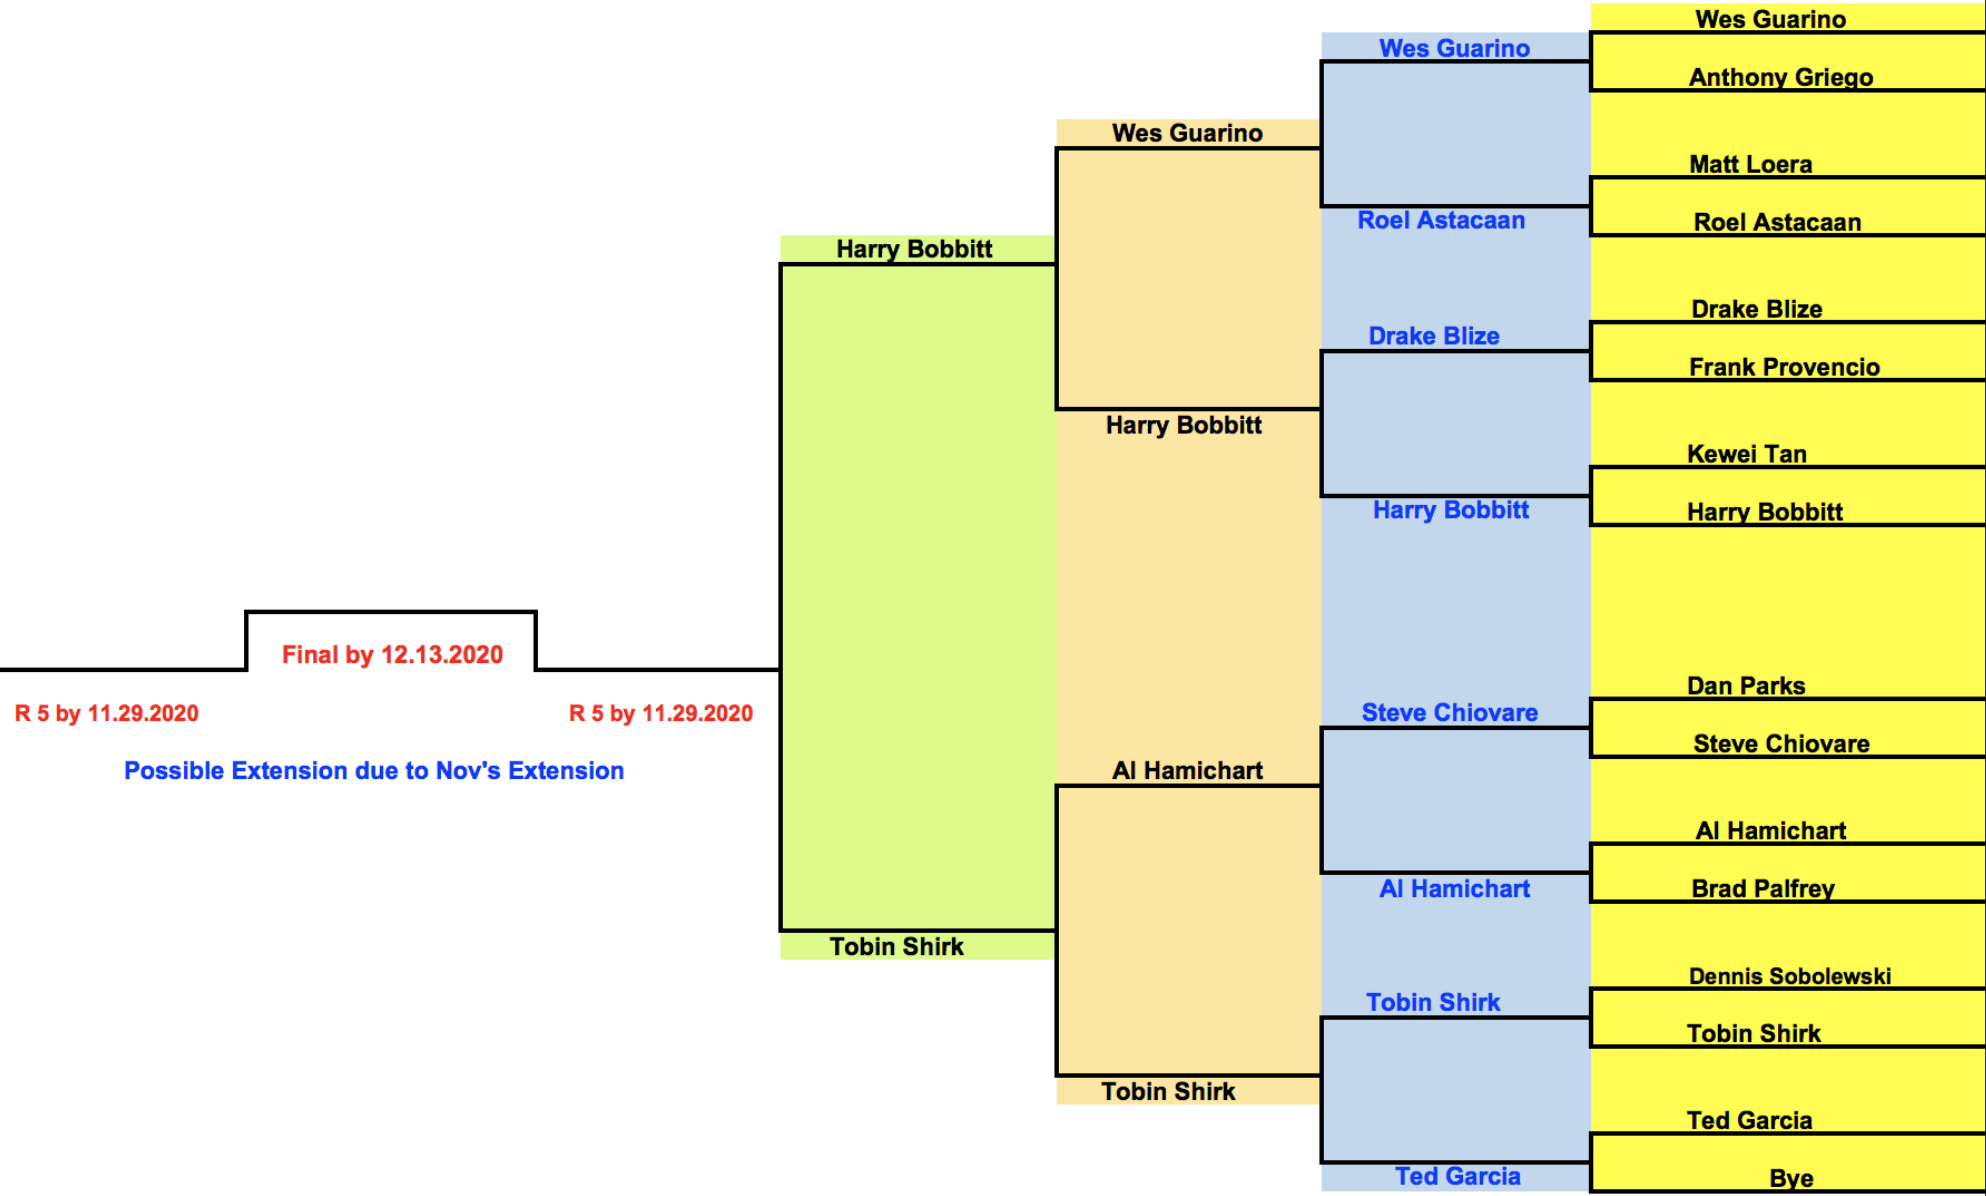 Wes Guarino
Wes Guarino
Anthony Griego
Wes Guarino
Matt Loera
Roel Astacaan
Roel Astacaan
Harry Bobbitt
Drake Blize
Drake Blize
Frank Provencio
Harry Bobbitt
Kewei Tan
Harry Bobbitt
Harry Bobbitt
Final by 12.13.2020
Dan Parks
R 5 by 11.29.2020
R 5 by 11.29.2020
Steve Chiovare
Steve Chiovare
Possible Extension due to Nov's Extension
Al Hamichart
Al Hamichart
Al Hamichart
Brad Palfrey
Tobin Shirk
Dennis Sobolewski
Tobin Shirk
Tobin Shirk
Tobin Shirk
Ted Garcia
Ted Garcia
Bye